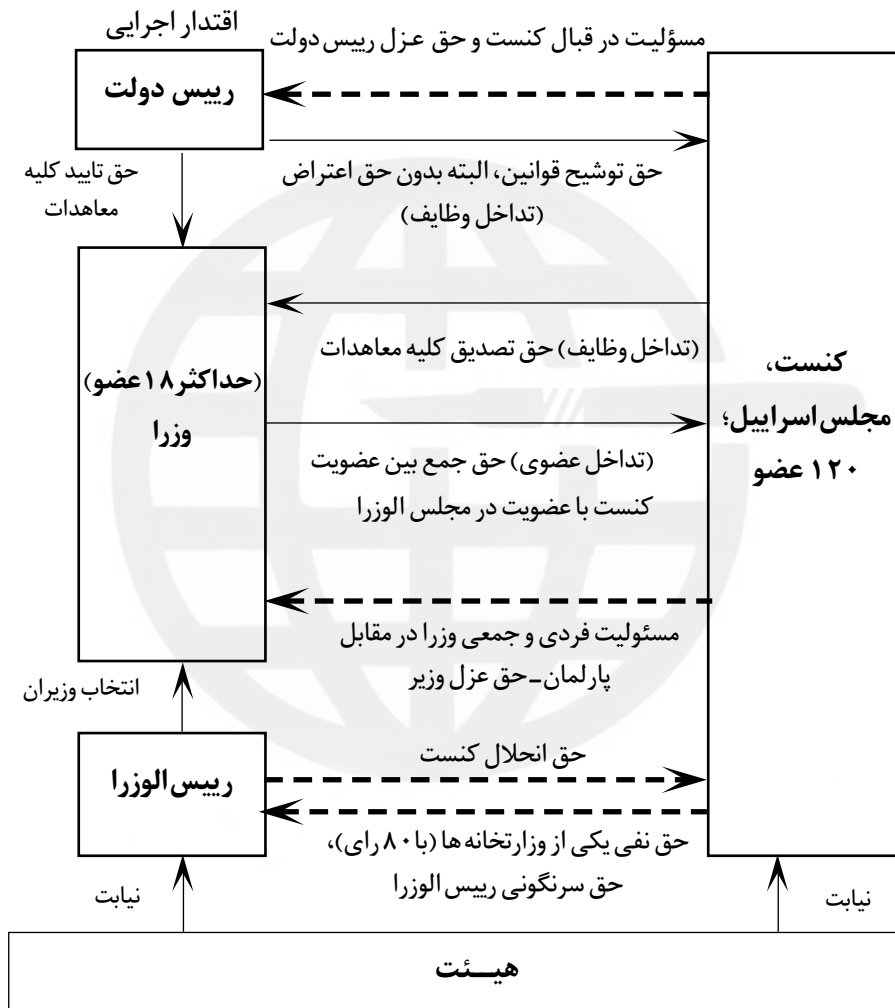 اقتدار اجرایی
رییس دولت
مسؤلیت در قبال کنست و حق عزل رییس دولت
حق توشیح قوانین، البته بدون حق اعتراض
(تداخل وظایف)
حق تایید کلیه
معاهدات
(تداخل وظایف) حق تصدیق کلیه معاهدات
کنست،
مجلس اسراییل؛
۱۲۰ عضو
(حداکثر ۱۸ عضو)
وزرا
(تداخل عضوی) حق جمع بین عضویت
کنست با عضویت در مجلس الوزرا
مسئولیت فردی و جمعی وزرا در مقابل
پارلمان-حق عزل وزیر
انتخاب وزیران
رییس الوزرا
حق انحلال کنست
حق نفی یکی از وزارتخانه ها (با ۸۰ رای)،
حق سرنگونی رییس الوزرا
نیابت
نیابت
هیــئت